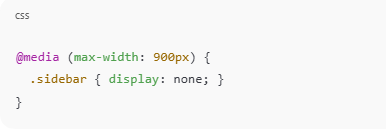 css
@media (max-width: 900px) {
  .sidebar { display: none; }
}